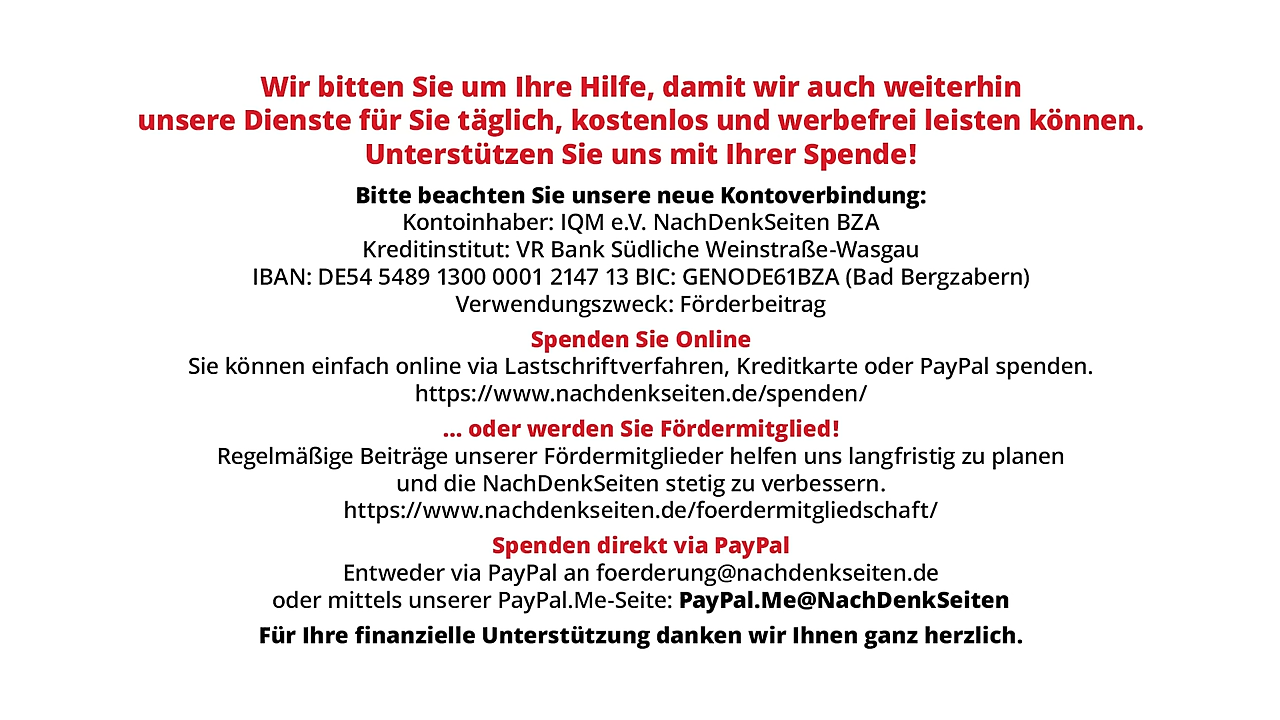 Wir bitten Sie um Ihre Hilfe, damit wir auch weiterhin
unsere Dienste für Sie täglich, kostenlos und werbefrei leisten können.
Unterstützen Sie uns mit Ihrer Spende!
Bitte beachten Sie unsere neue Kontoverbindung:
Kontoinhaber: IQM e.V. NachDenkSeiten BZA
Kreditinstitut: VR Bank Südliche Weinstraße-Wasgau
IBAN: DE54 5489 1300 0001 2147 13 BIC: GENODE61BZA (Bad Bergzabern)
Verwendungszweck: Förderbeitrag
Spenden Sie Online
Sie können einfach online via Lastschriftverfahren, Kreditkarte oder PayPal spenden.
https://www.nachdenkseiten.de/spenden/
... oder werden Sie Fördermitglied!
Regelmäßige Beiträge unserer Fördermitglieder helfen uns langfristig zu planen
und die NachDenkSeiten stetig zu verbessern.
https://www.nachdenkseiten.de/foerdermitgliedschaft/
Spenden direkt via PayPal
Entweder via PayPal an foerderung@nachdenkseiten.de
oder mittels unserer PayPal.Me-Seite: PayPal.Me@NachDenkSeiten
Für Ihre finanzielle Unterstützung danken wir Ihnen ganz herzlich.